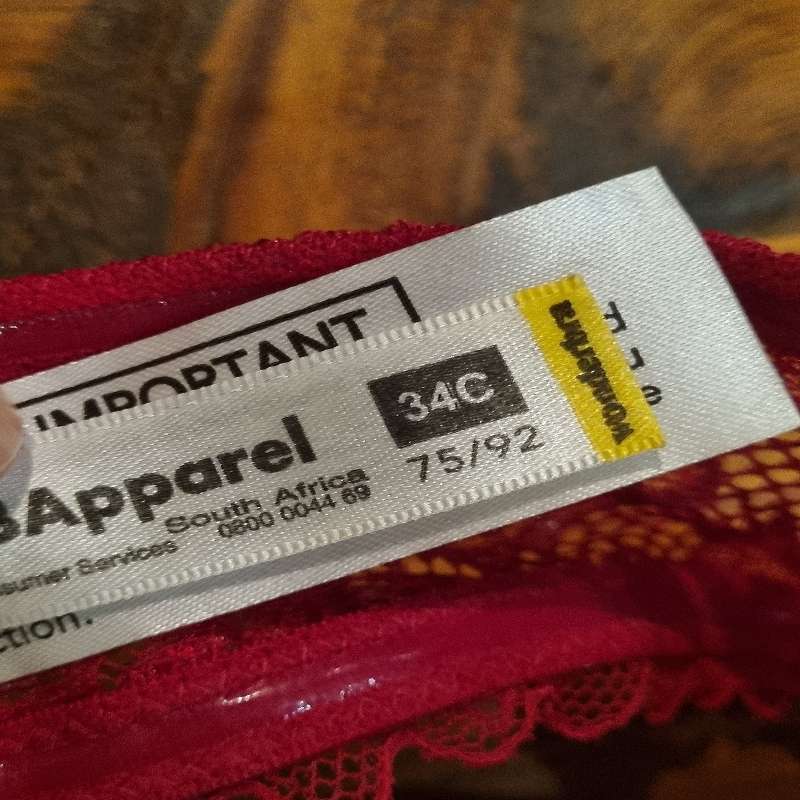 IMPORTANT
BApparel
South Africa
0800 0044 69
sumer Services
34C
75/92
wonderbra
ction.